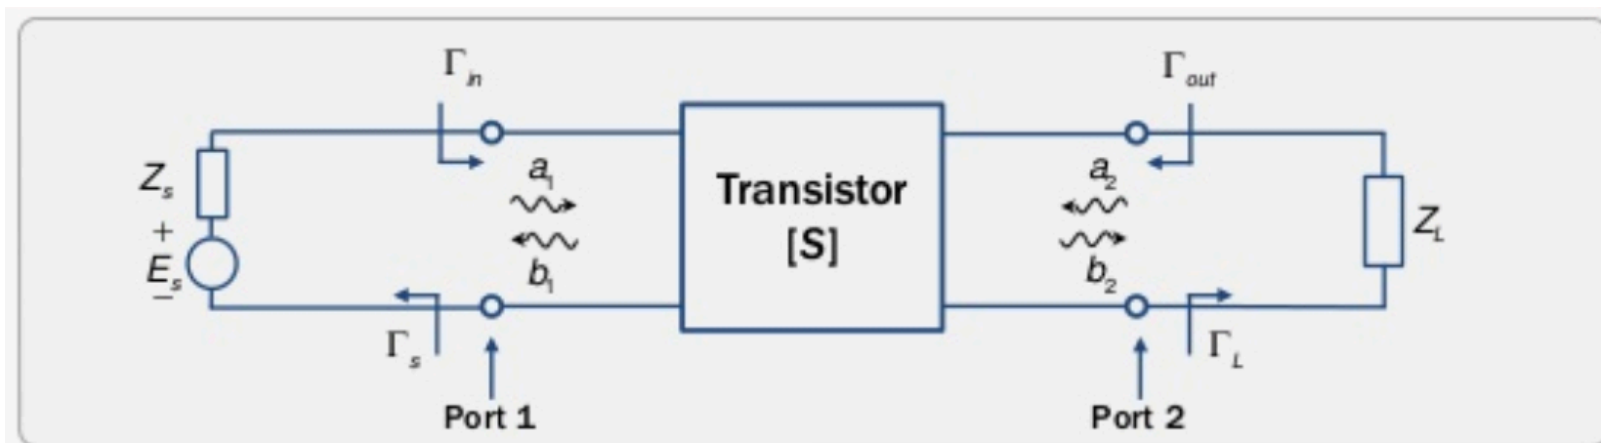 Γin
Γout
Zs
+
Es
−
a1
b1
Transistor
[S]
a2
b2
ZL
Γs
ΓL
Port 1
Port 2